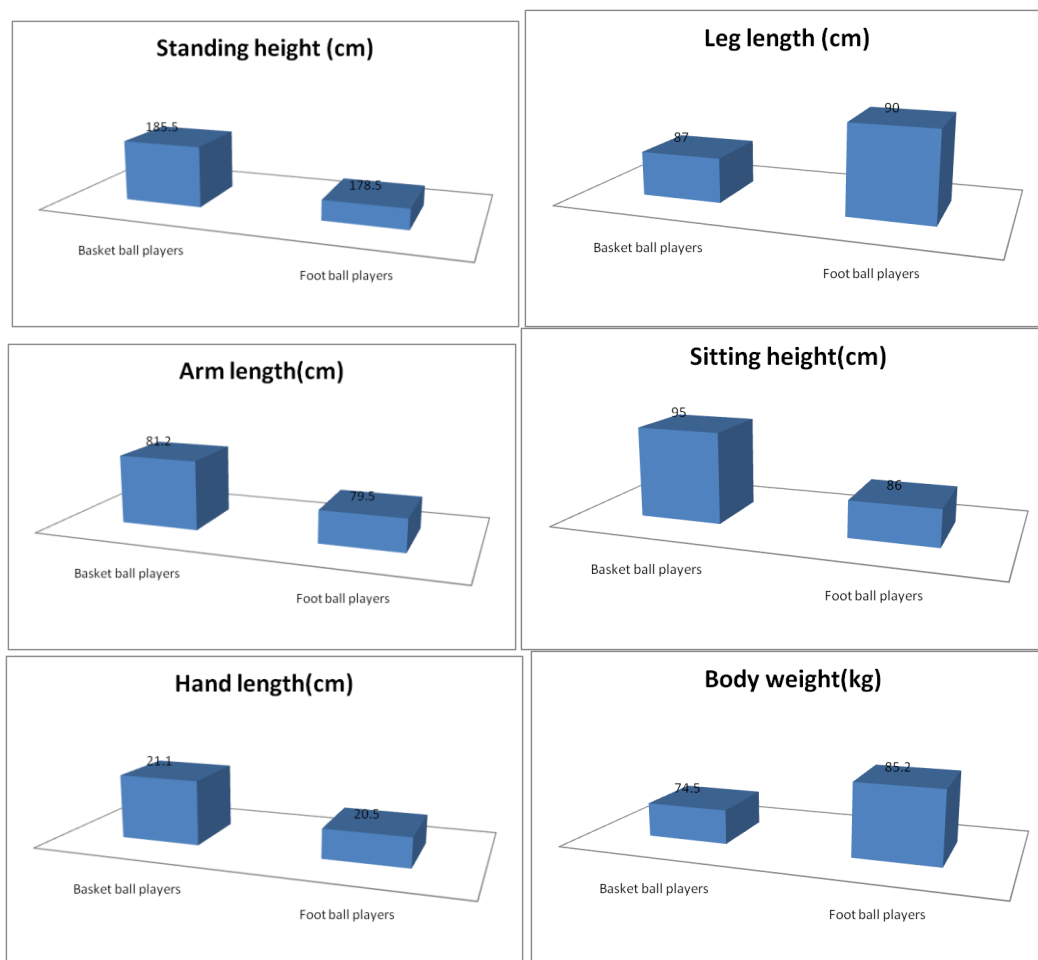 Standing height (cm)
185.5
178.5
Basket ball players
Foot ball players
Leg length (cm)
87
90
Basket ball players
Foot ball players
Arm length(cm)
81.2
79.5
Basket ball players
Foot ball players
Sitting height(cm)
95
86
Basket ball players
Foot ball players
Hand length(cm)
21.1
20.5
Basket ball players
Foot ball players
Body weight(kg)
74.5
85.2
Basket ball players
Foot ball players